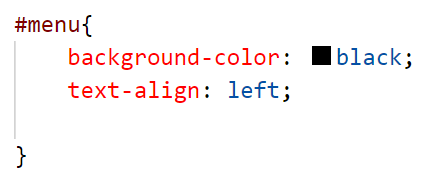 #menu{
background-color: black;
text-align: left;
}